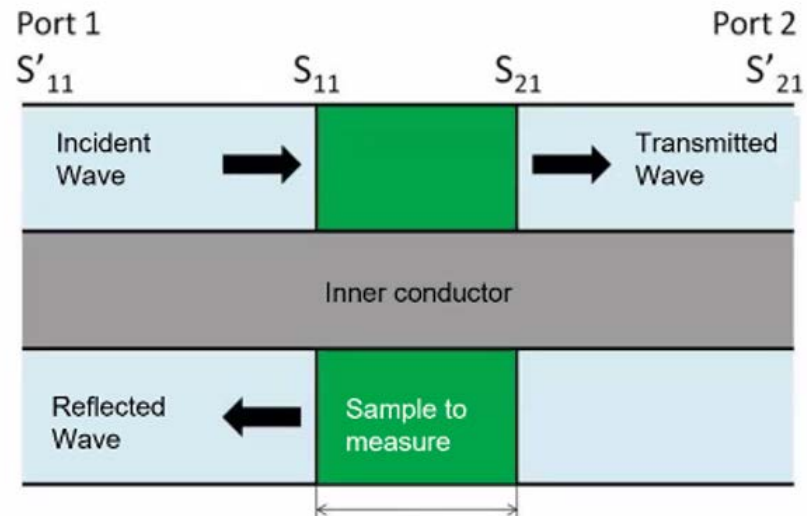 Port 1
Port 2
S'11
S11
S21
S'21
Incident
Wave
Transmitted
Wave
Inner conductor
Reflected
Wave
Sample to
measure